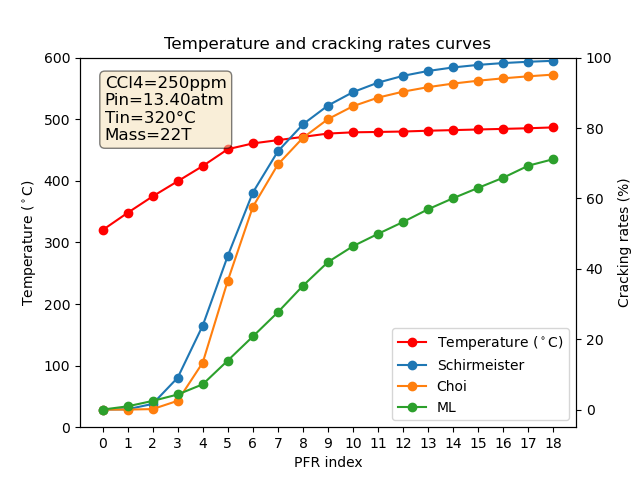 Temperature and cracking rates curves
CCl4=250ppm
Pin=13.40atm
Tin=320°C
Mass=22T
Temperature (°C)
600
500
400
300
200
100
0
Cracking rates (%)
100
80
60
40
20
0
Temperature (°C)
Schirmeister
Choi
ML
0 1 2 3 4 5 6 7 8 9 10 11 12 13 14 15 16 17 18
PFR index